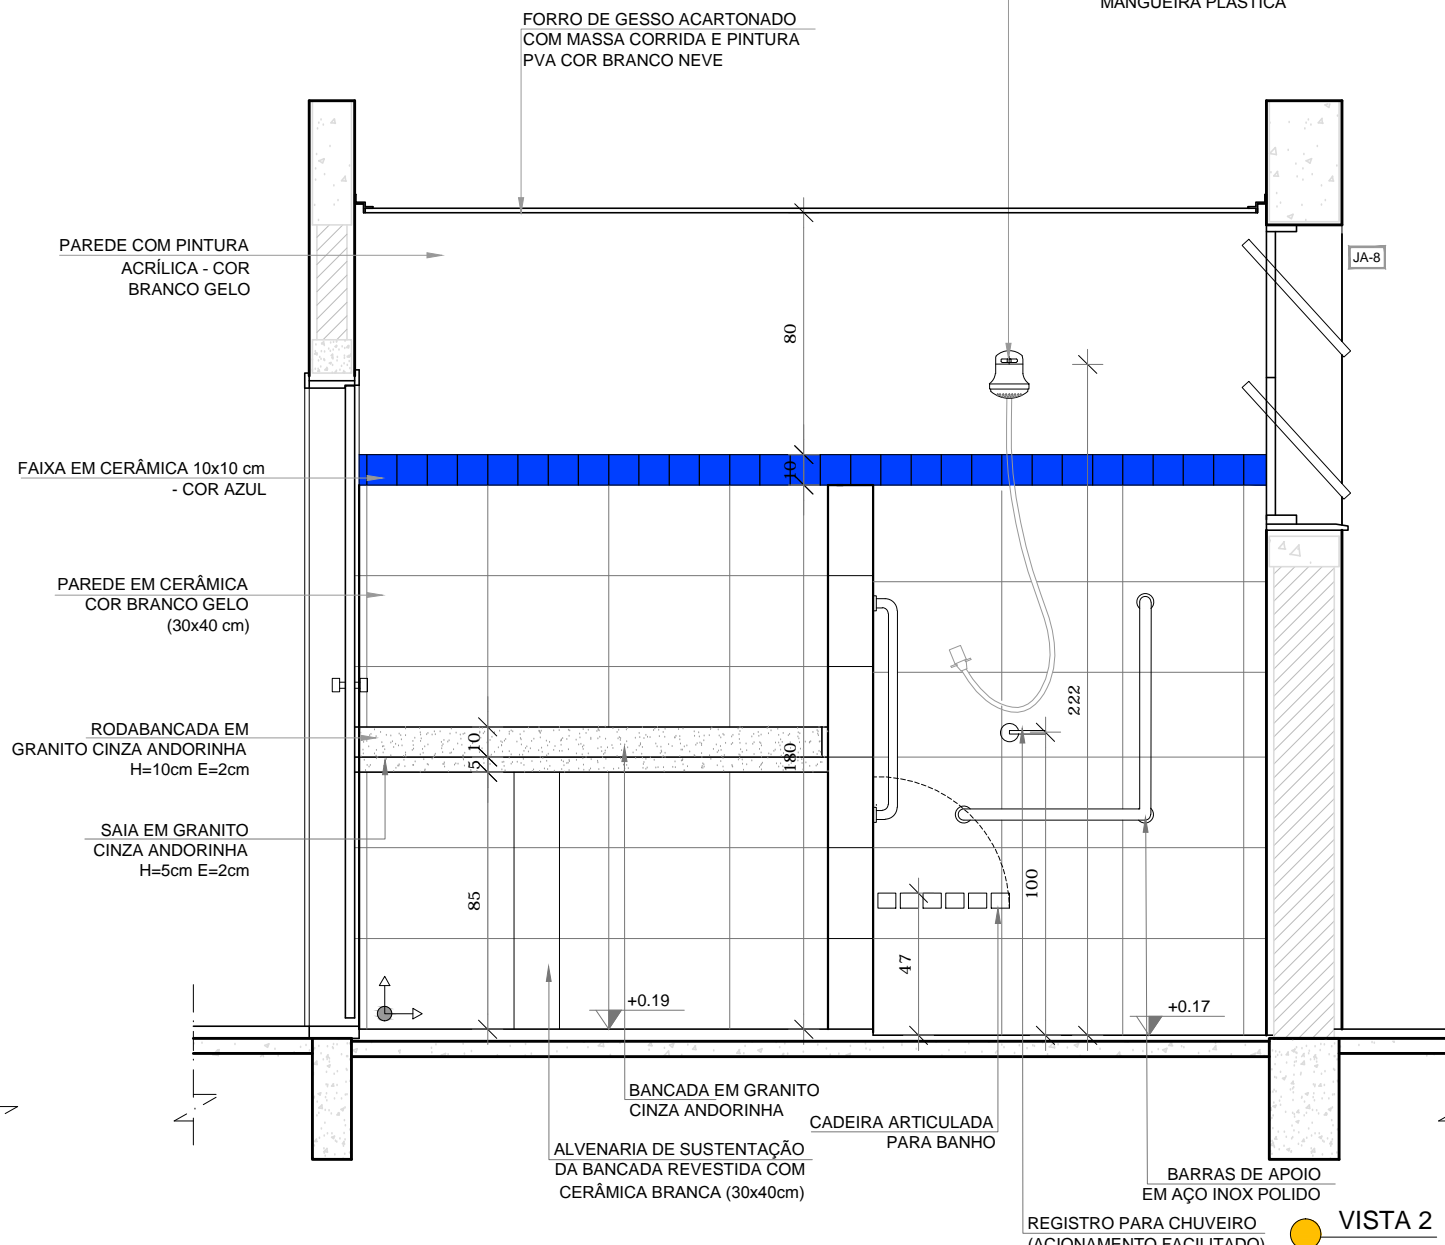 MANGUEIRA PLÁSTICA
FORRO DE GESSO ACARTONADO
COM MASSA CORRIDA E PINTURA
PVA COR BRANCO NEVE
PAREDE COM PINTURA
ACRÍLICA - COR
BRANCO GELO
JA-8
80
FAIXA EM CERÂMICA 10x10 cm
- COR AZUL
10
PAREDE EM CERÂMICA
COR BRANCO GELO
(30x40 cm)
222
RODABANCADA EM
GRANITO CINZA ANDORINHA
H=10cm E=2cm
10
5
180
SAIA EM GRANITO
CINZA ANDORINHA
H=5cm E=2cm
85
100
47
+0.19
+0.17
BANCADA EM GRANITO
CINZA ANDORINHA
CADEIRA ARTICULADA
PARA BANHO
ALVENARIA DE SUSTENTAÇÃO
DA BANCADA REVESTIDA COM
CERÂMICA BRANCA (30x40cm)
BARRAS DE APOIO
EM AÇO INOX POLIDO
REGISTRO PARA CHUVEIRO
(ACIONAMENTO FACILITADO)
VISTA 2